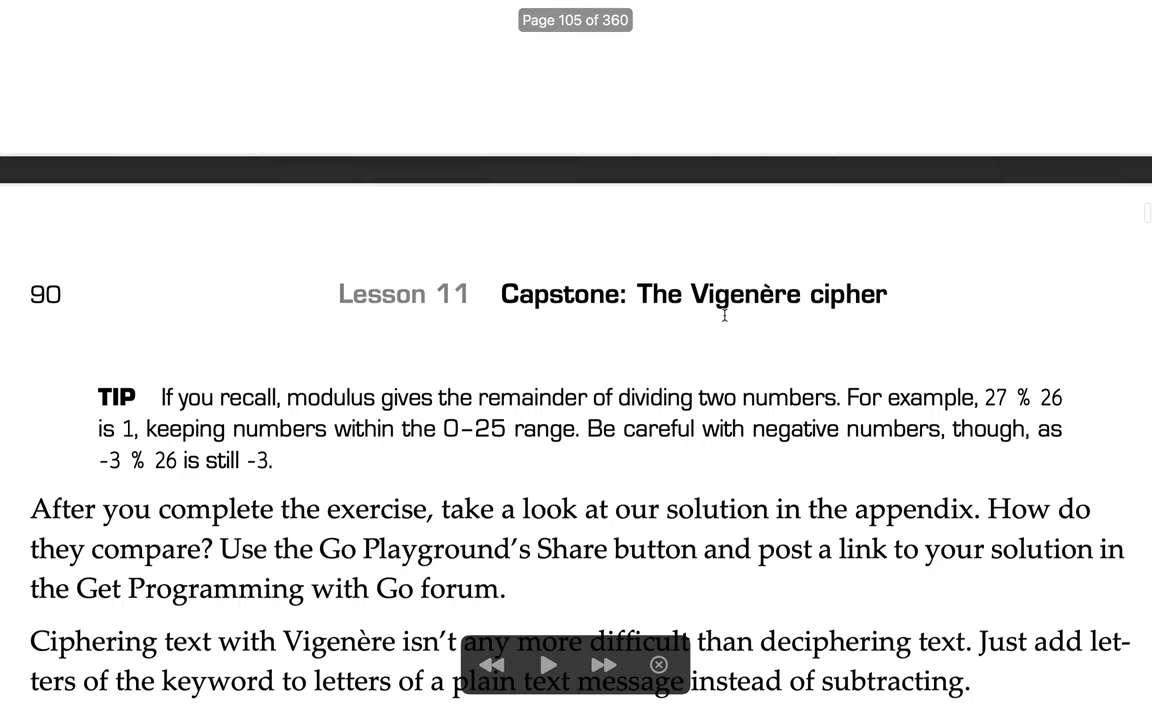 Page 105 of 360
90 Lesson 11 Capstone: The Vigenère cipher
TIP If you recall, modulus gives the remainder of dividing two numbers. For example, 27 % 26
is 1, keeping numbers within the 0–25 range. Be careful with negative numbers, though, as
-3 % 26 is still -3.
After you complete the exercise, take a look at our solution in the appendix. How do
they compare? Use the Go Playground’s Share button and post a link to your solution in
the Get Programming with Go forum.
Ciphering text with Vigenère isn’t any more difficult than deciphering text. Just add let-
ters of the keyword to letters of a plain text message instead of subtracting.